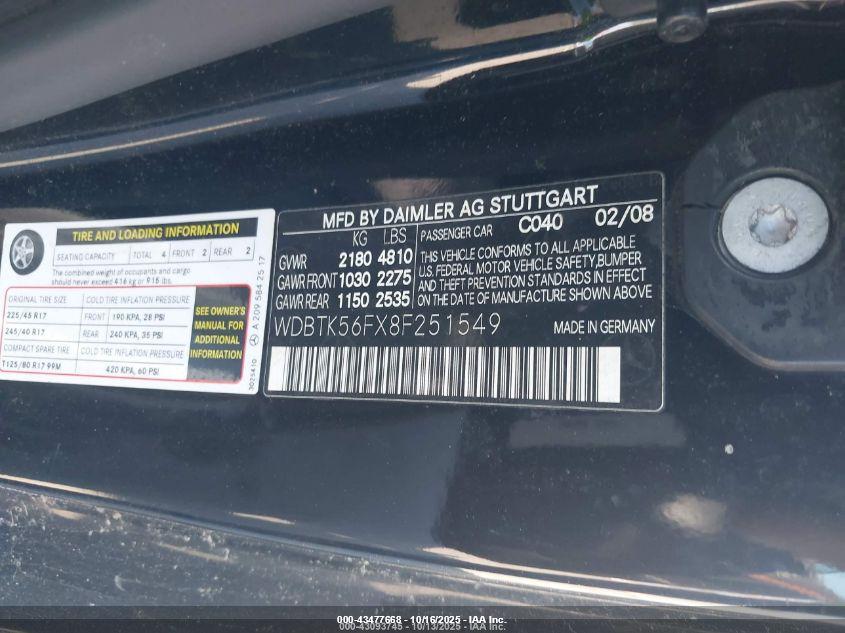 TIRE AND LOADING INFORMATION
SEATING CAPACITY TOTAL 4 FRONT 2 REAR 2
The combined weight of occupants and cargo
should never exceed 416 kg or 915 lbs.
ORIGINAL TIRE SIZE COLD TIRE INFLATION PRESSURE
225/45 R17 FRONT 190 KPA, 28 PSI
245/40 R17 REAR 240 KPA, 35 PSI
COMPACT SPARE TIRE COLD TIRE INFLATION PRESSURE
T125/80 R17 99M 420 KPA, 60 PSI
SEE OWNER'S
MANUAL FOR
ADDITIONAL
INFORMATION
A 209 584 25 17
MFD BY DAIMLER AG STUTTGART
KG LBS PASSENGER CAR C040 02/08
GVWR 2180 4810
GAWR FRONT 1030 2275
GAWR REAR 1150 2535
THIS VEHICLE CONFORMS TO ALL APPLICABLE
U.S. FEDERAL MOTOR VEHICLE SAFETY, BUMPER
AND THEFT PREVENTION STANDARDS IN EFFECT
ON THE DATE OF MANUFACTURE SHOWN ABOVE.
WDBTK56FX8F251549 MADE IN GERMANY
000-43477668 - 10/16/2025 - IAA Inc.
000-43093745 - 10/13/2025 - IAA Inc.